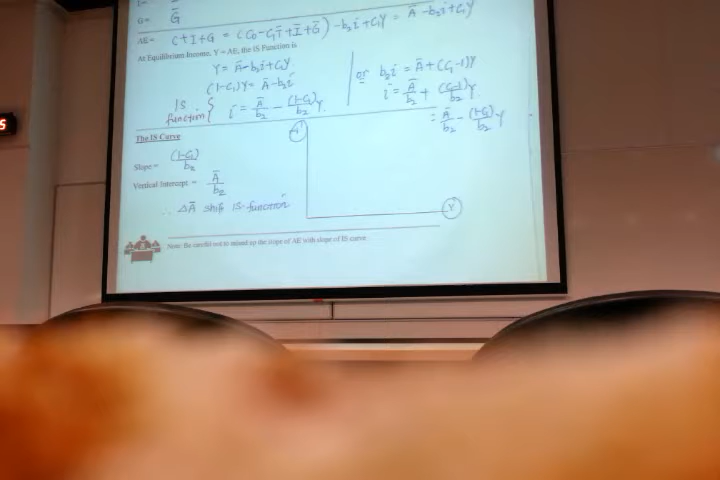 G = G̅
AE = C+I+G = (C₀ - C₁T̅ + I̅ + G̅) - b₂i + C₁Y = A̅ - b₂i + C₁Y
At Equilibrium Income, Y = AE, the IS Function is
Y = A̅ - b₂i + C₁Y
(1-C₁)Y = A̅ - b₂i
IS function { i = A̅/b₂ - (1-C₁)/b₂ Y
or b₂i = A̅ + (C₁-1)Y
i = A̅/b₂ + (C₁-1)/b₂ Y
= A̅/b₂ - (1-C₁)/b₂ Y
The IS Curve
Slope = (1-C₁)/b₂
Vertical Intercept = A̅/b₂
∴ ΔA̅ shift IS function
Y
Note: Be careful not to mixed up the slope of AE with slope of IS curve.